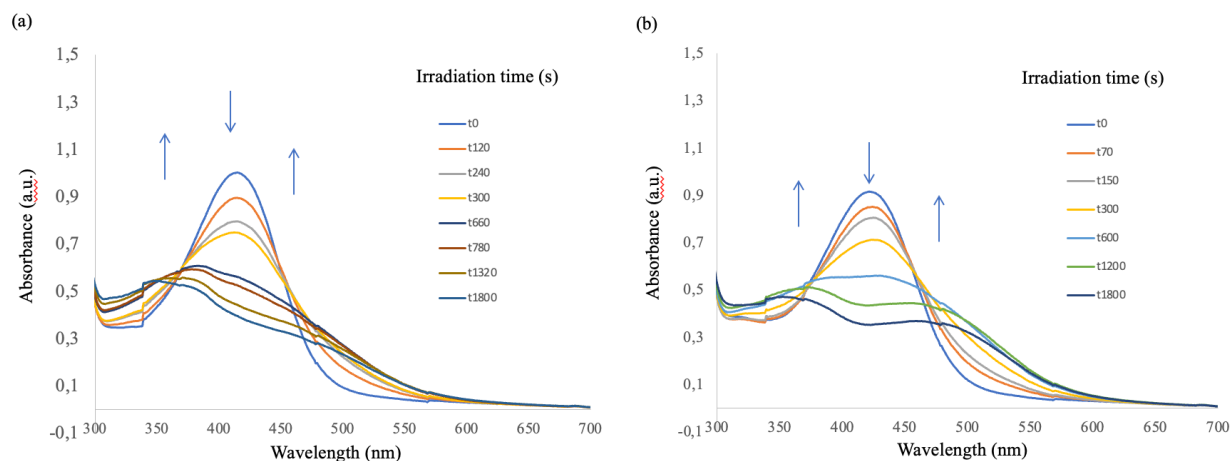 (a)
1,5
1,3
1,1
0,9
0,7
0,5
0,3
0,1
-0,1
Absorbance (a.u.)
300 350 400 450 500 550 600 650 700
Wavelength (nm)
Irradiation time (s)
t0
t120
t240
t300
t660
t780
t1320
t1800
(b)
1,5
1,3
1,1
0,9
0,7
0,5
0,3
0,1
-0,1
Absorbance (a.u.)
300 350 400 450 500 550 600 650 700
Wavelength (nm)
Irradiation time (s)
t0
t70
t150
t300
t600
t1200
t1800